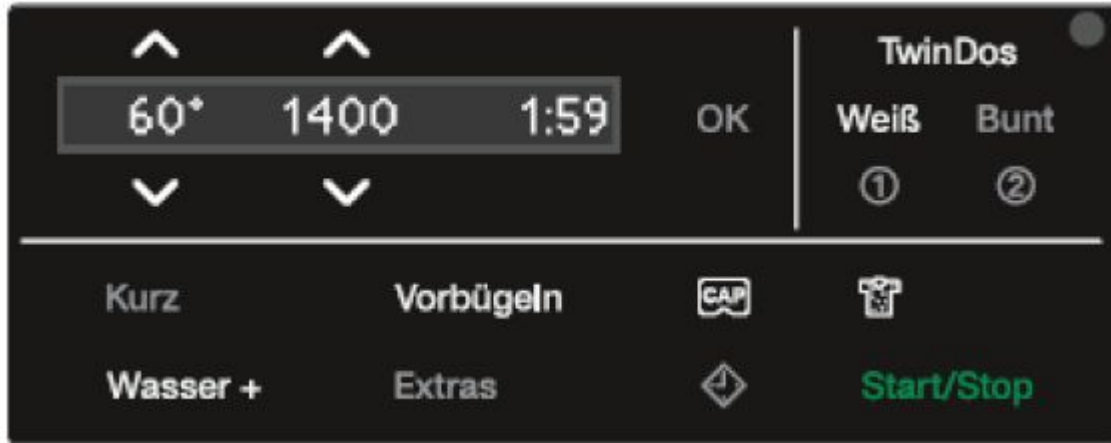 60° 1400 1:59 OK
TwinDos
Weiß Bunt
① ②
Kurz Vorbügeln CAP
Wasser + Extras Start/Stop